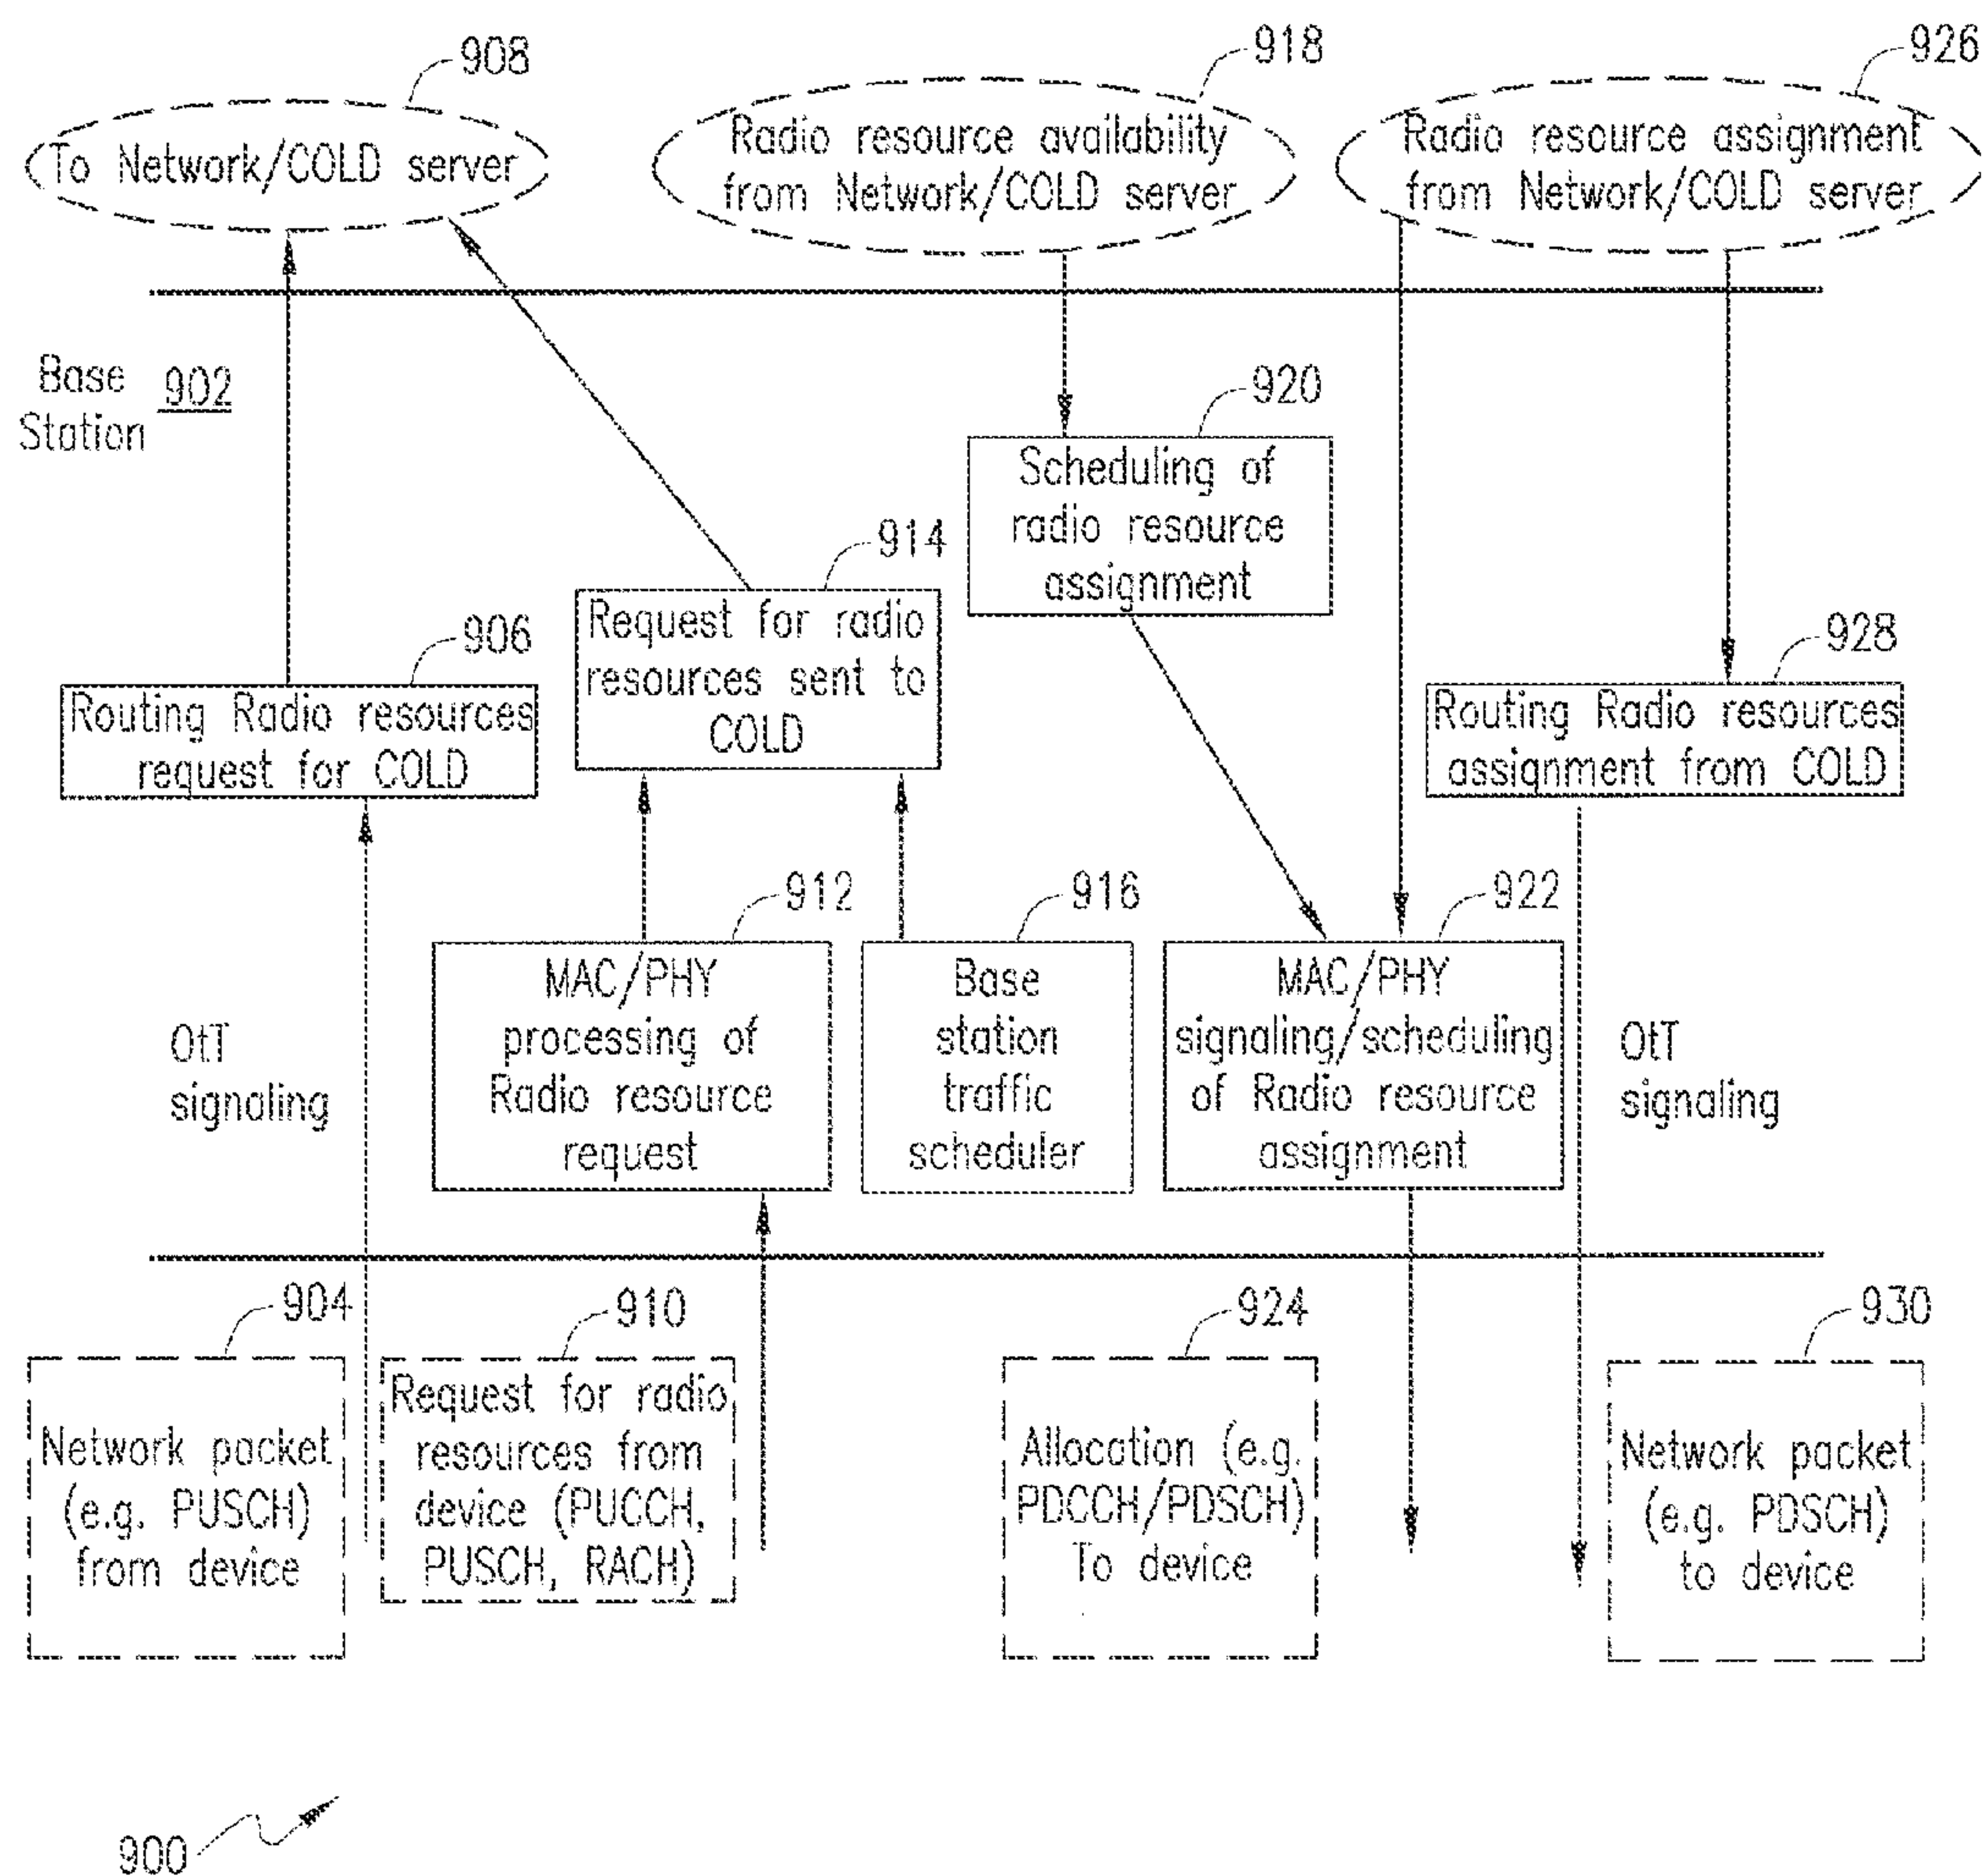 908
918
926
To Network/COLD server
Radio resource availability
from Network/COLD server
Radio resource assignment
from Network/COLD server
Base
Station
902
920
Scheduling of
radio resource
assignment
914
Request for radio
resources sent to
COLD
906
Routing Radio resources
request for COLD
928
Routing Radio resources
assignment from COLD
OtT
signaling
912
MAC/PHY
processing of
Radio resource
request
916
Base
station
traffic
scheduler
922
MAC/PHY
signaling/scheduling
of Radio resource
assignment
OtT
signaling
904
Network packet
(e.g. PUSCH)
from device
910
Request for radio
resources from
device (PUCCH,
PUSCH, RACH)
924
Allocation (e.g.
PDCCH/PDSCH)
To device
930
Network packet
(e.g. PDSCH)
to device
900